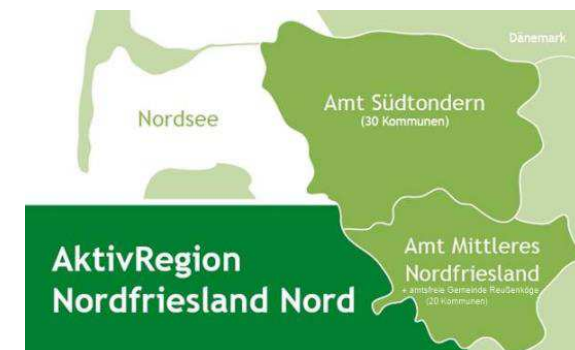 Dänemark
Nordsee
Amt Südtondern
(30 Kommunen)
Amt Mittleres
Nordfriesland
+ amtsfreie Gemeinde Reußenköge
(20 Kommunen)
AktivRegion
Nordfriesland Nord